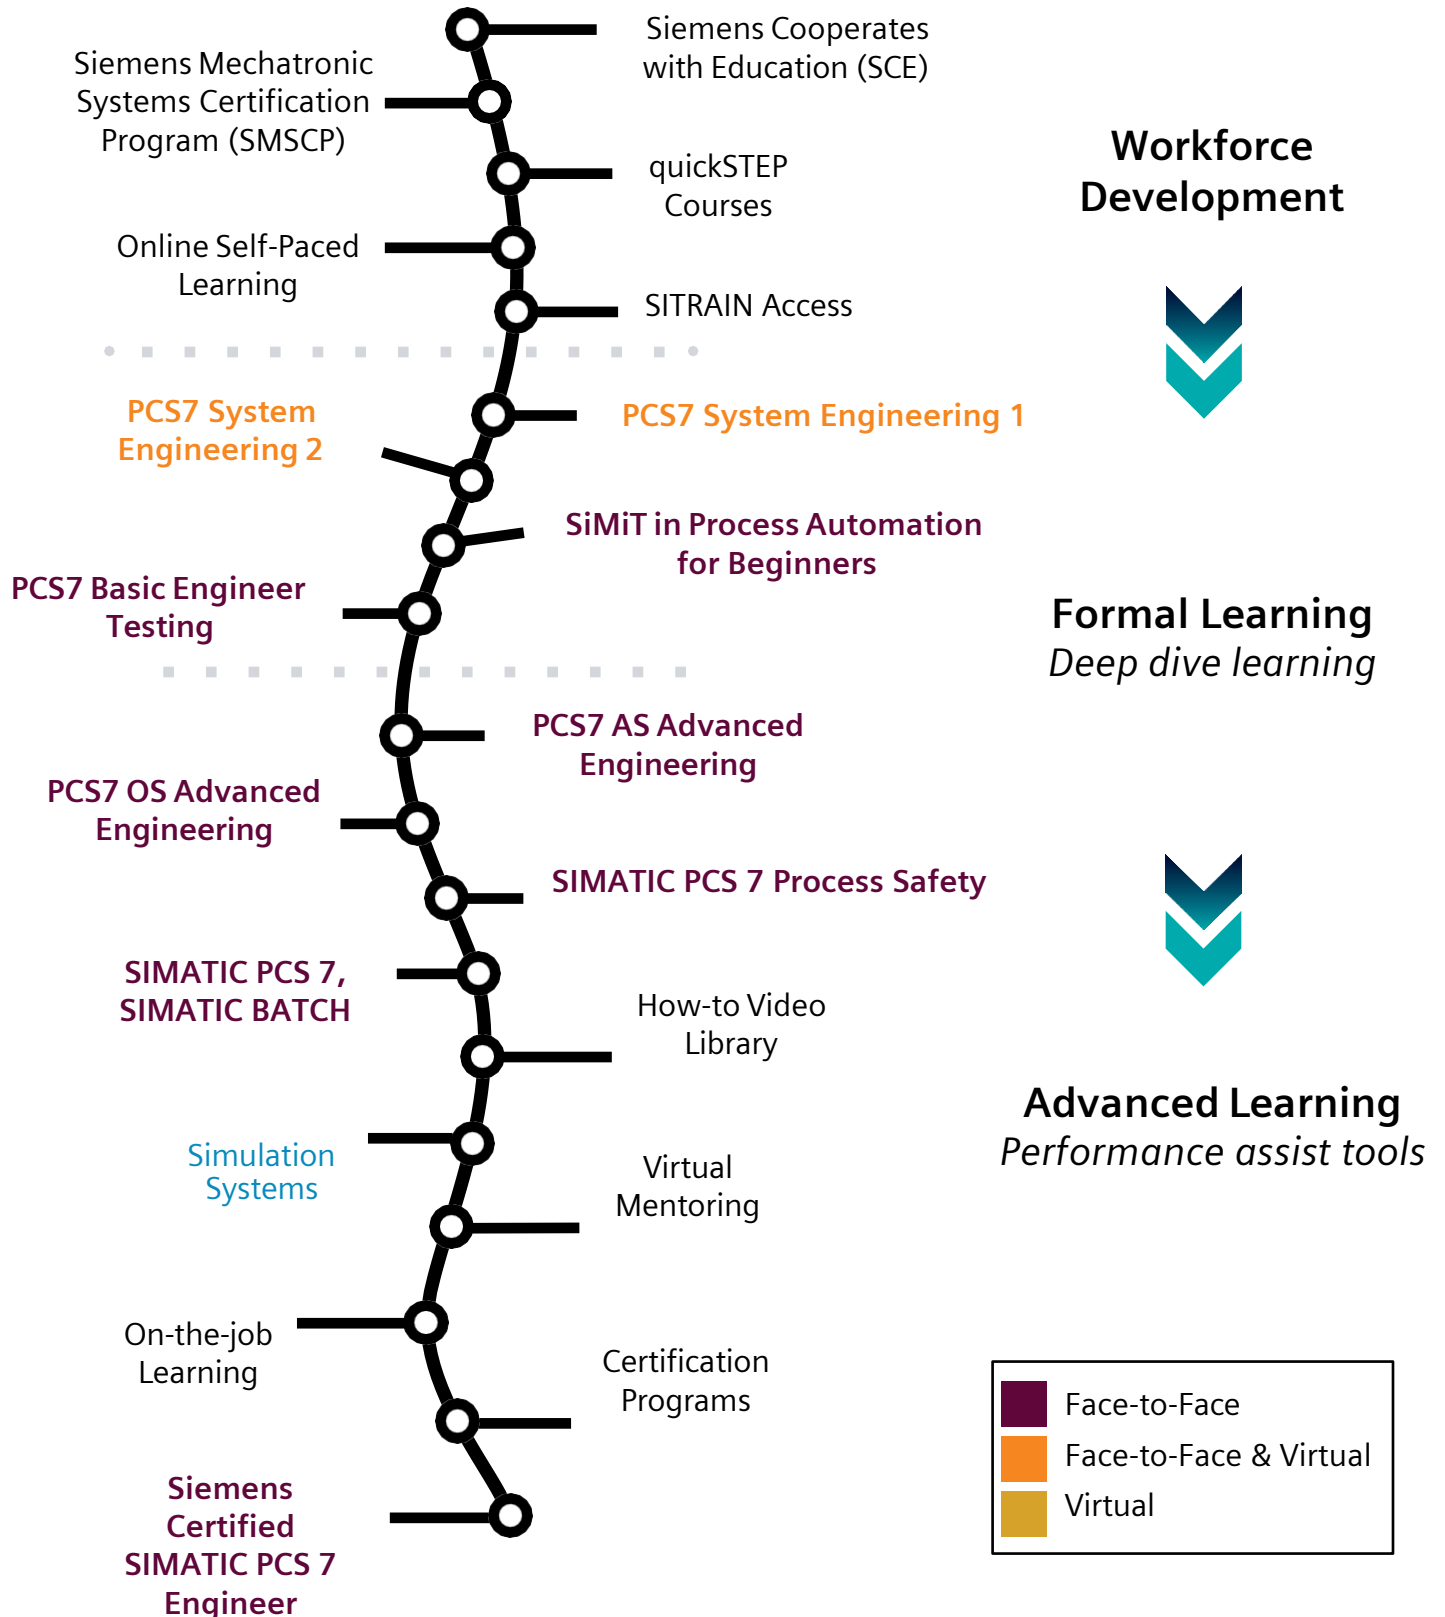 Siemens Cooperates
with Education (SCE)
Siemens Mechatronic
Systems Certification
Program (SMSCP)
quickSTEP
Courses
Online Self-Paced
Learning
SITRAIN Access
Workforce
Development
PCS7 System Engineering 1
PCS7 System
Engineering 2
SiMiT in Process Automation
for Beginners
PCS7 Basic Engineer
Testing
Formal Learning
Deep dive learning
PCS7 AS Advanced
Engineering
PCS7 OS Advanced
Engineering
SIMATIC PCS 7 Process Safety
SIMATIC PCS 7,
SIMATIC BATCH
How-to Video
Library
Simulation
Systems
Virtual
Mentoring
Advanced Learning
Performance assist tools
On-the-job
Learning
Certification
Programs
Siemens
Certified
SIMATIC PCS 7
Engineer
Face-to-Face
Face-to-Face & Virtual
Virtual